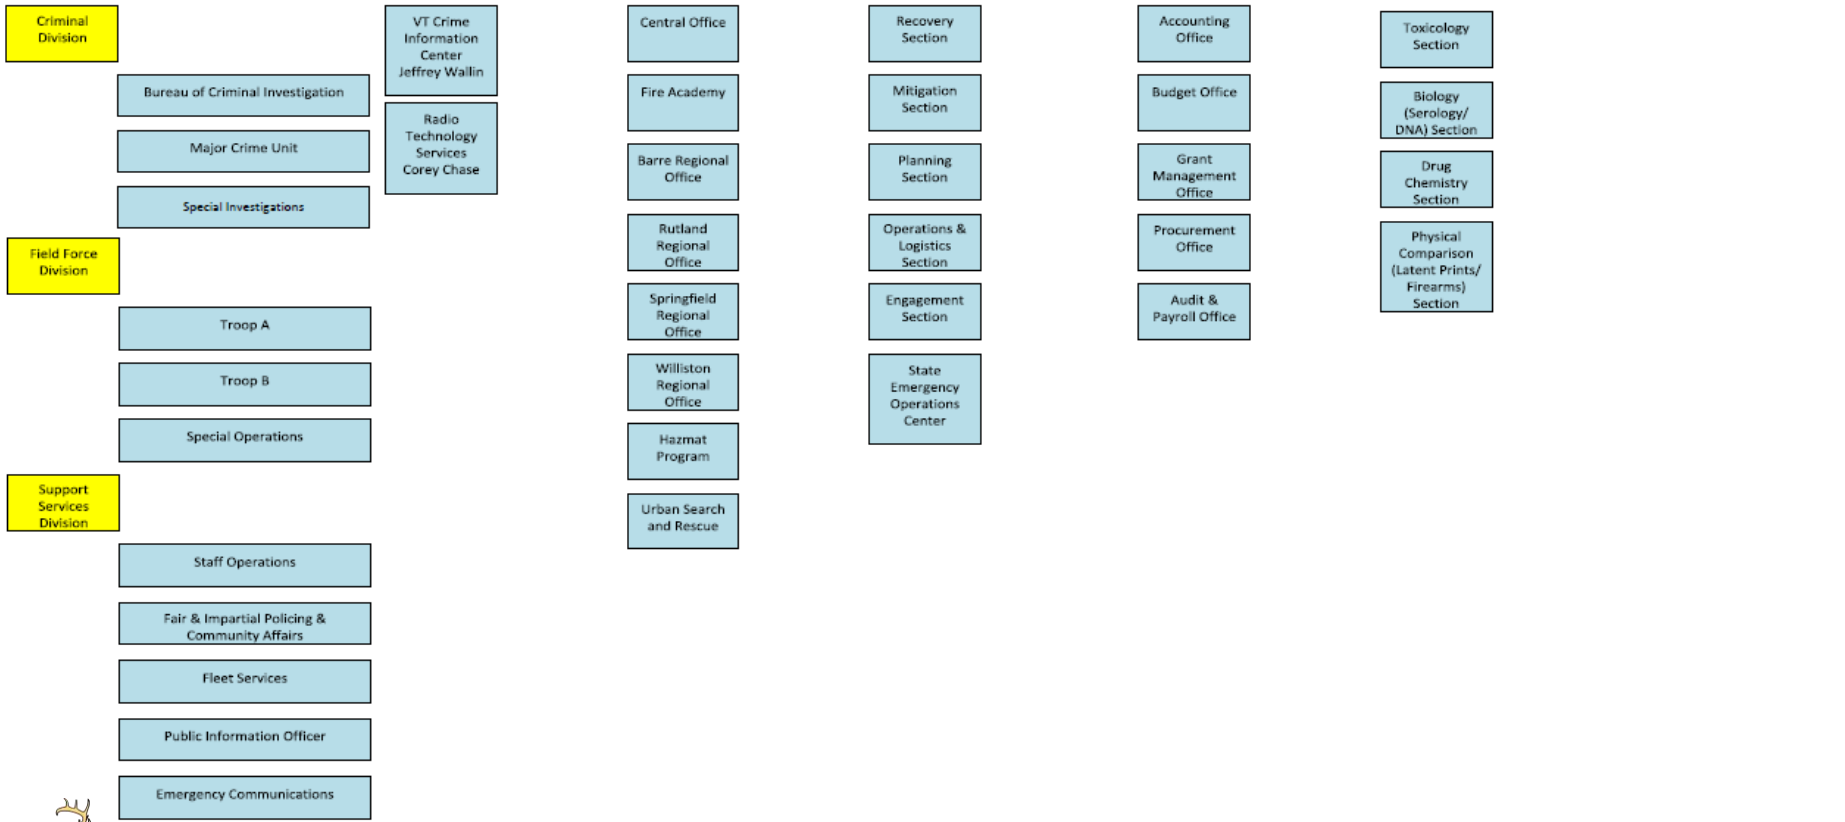 Criminal
Division
Bureau of Criminal Investigation
Major Crime Unit
Special Investigations
Field Force
Division
Troop A
Troop B
Special Operations
Support
Services
Division
Staff Operations
Fair & Impartial Policing &
Community Affairs
Fleet Services
Public Information Officer
Emergency Communications
VT Crime
Information
Center
Jeffrey Wallin
Radio
Technology
Services
Corey Chase
Central Office
Fire Academy
Barre Regional
Office
Rutland
Regional
Office
Springfield
Regional
Office
Williston
Regional
Office
Hazmat
Program
Urban Search
and Rescue
Recovery
Section
Mitigation
Section
Planning
Section
Operations &
Logistics
Section
Engagement
Section
State
Emergency
Operations
Center
Accounting
Office
Budget Office
Grant
Management
Office
Procurement
Office
Audit &
Payroll Office
Toxicology
Section
Biology
(Serology/
DNA) Section
Drug
Chemistry
Section
Physical
Comparison
(Latent Prints/
Firearms)
Section